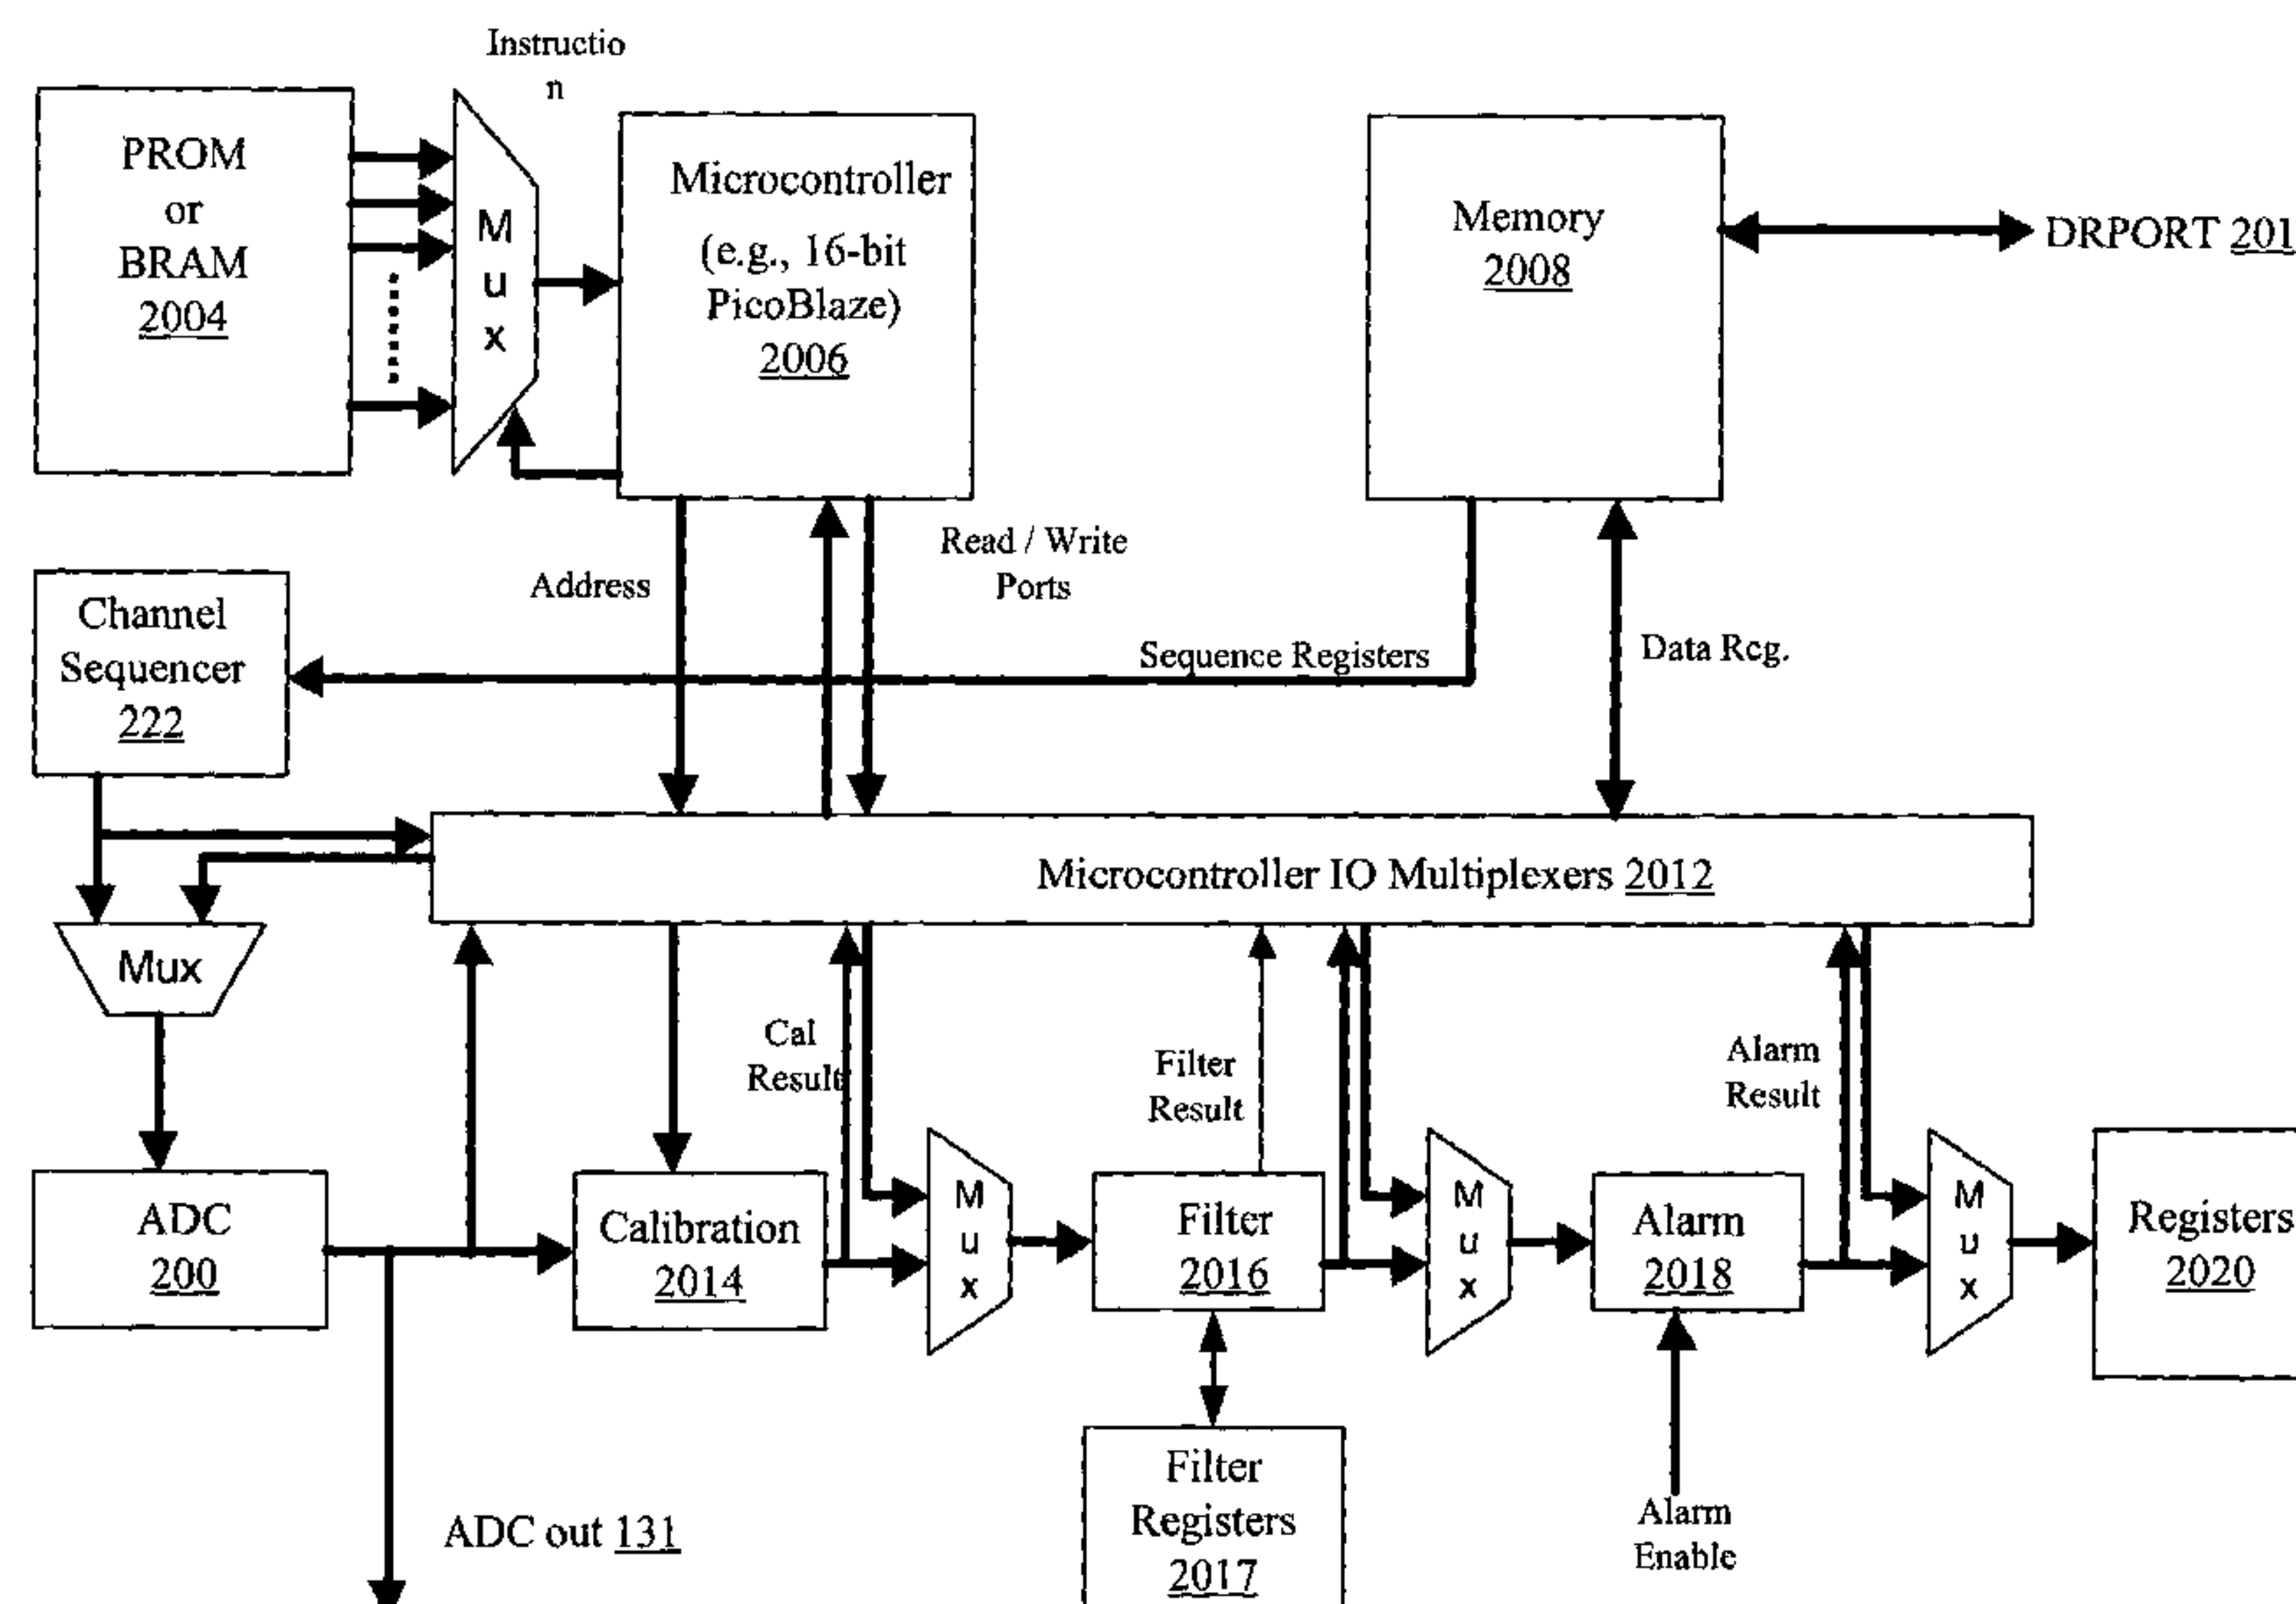 Instructio
n
PROM
or
BRAM
2004
M
u
x
Microcontroller
(e.g., 16-bit
PicoBlaze)
2006
Memory
2008
DRPORT 201
Read / Write
Ports
Address
Channel
Sequencer
222
Sequence Registers
Data Reg.
Microcontroller IO Multiplexers 2012
Mux
Cal
Result
Filter
Result
Alarm
Result
ADC
200
Calibration
2014
M
u
x
Filter
2016
M
u
x
Alarm
2018
M
u
x
Registers
2020
ADC out 131
Filter
Registers
2017
Alarm
Enable